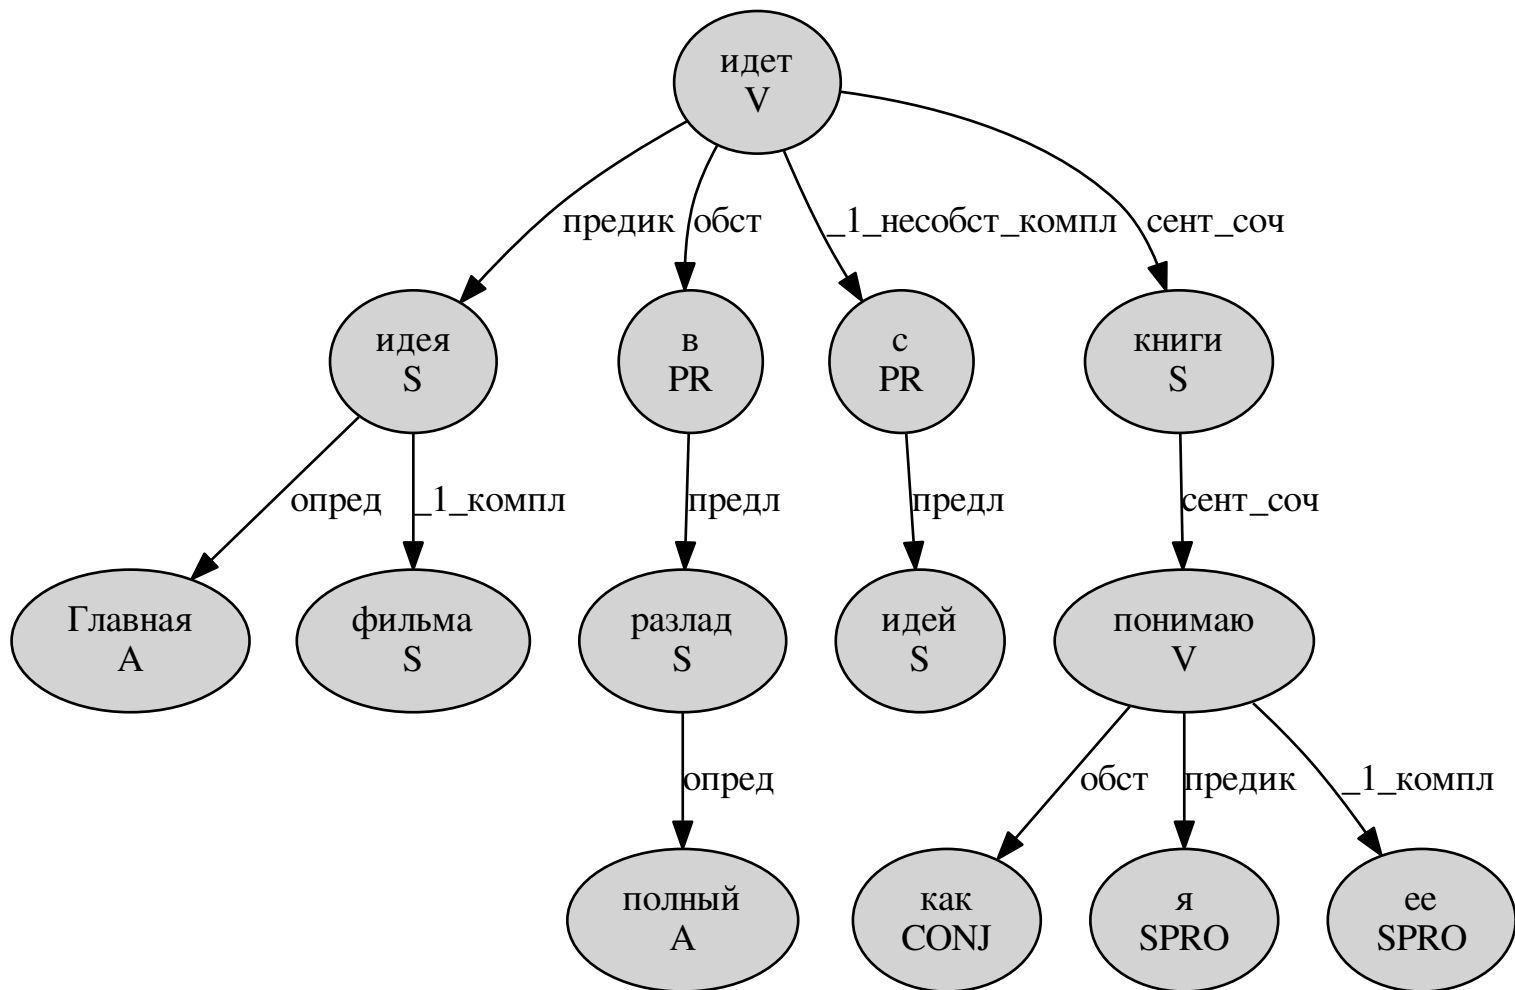 идет
V
предик
обст
_1_несобст_компл
сент_соч
идея
S
в
PR
с
PR
книги
S
опред
_1_компл
предл
предл
сент_соч
Главная
A
фильма
S
разлад
S
идей
S
понимаю
V
опред
обст
предик
_1_компл
полный
A
как
CONJ
я
SPRO
ее
SPRO